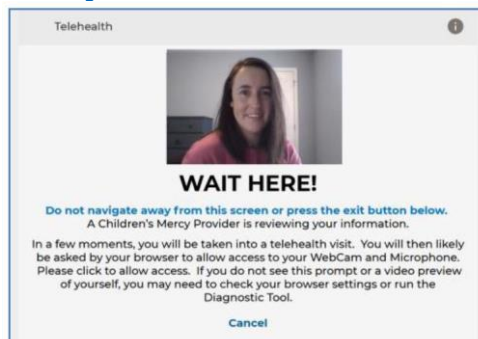 Telehealth
WAIT HERE!
Do not navigate away from this screen or press the exit button below.
A Children's Mercy Provider is reviewing your information.
In a few moments, you will be taken into a telehealth visit. You will then likely
be asked by your browser to allow access to your WebCam and Microphone.
Please click to allow access. If you do not see this prompt or a video preview
of yourself, you may need to check your browser settings or run the
Diagnostic Tool.
Cancel